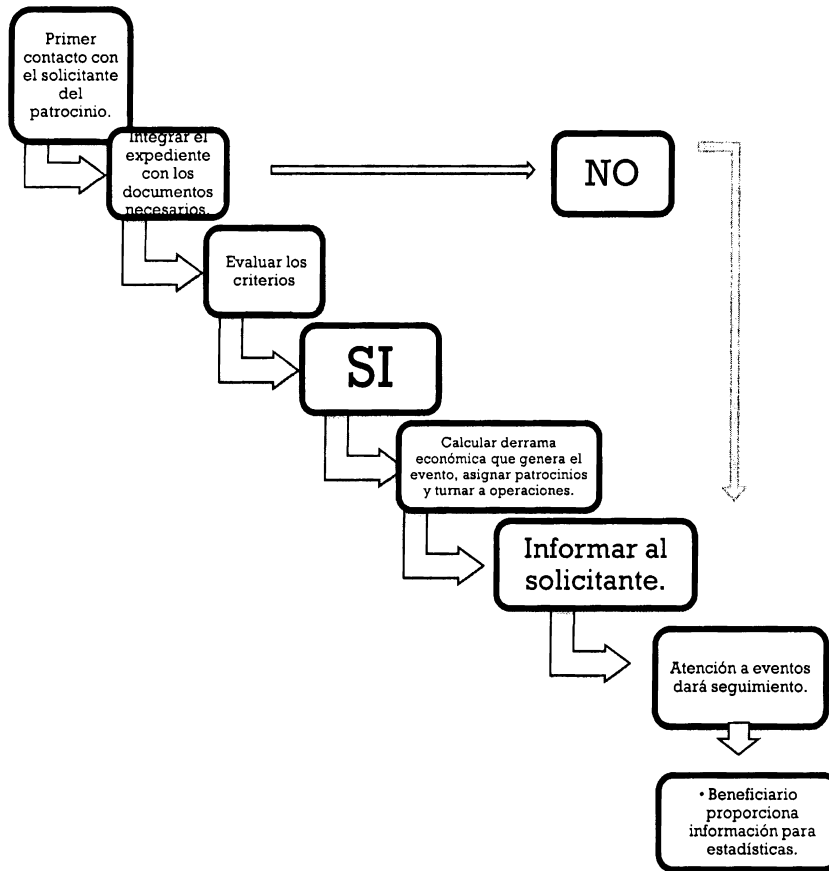 Primer
contacto con
el solicitante
del
patrocinio.
Integrar el
expediente
con los
documentos
necesarios.
NO
Evaluar los
criterios
SI
Calcular derrama
económica que genera el
evento, asignar patrocinios
y turnar a operaciones.
Informar al
solicitante.
Atención a eventos
dará seguimiento.
• Beneficiario
proporciona
información para
estadísticas.